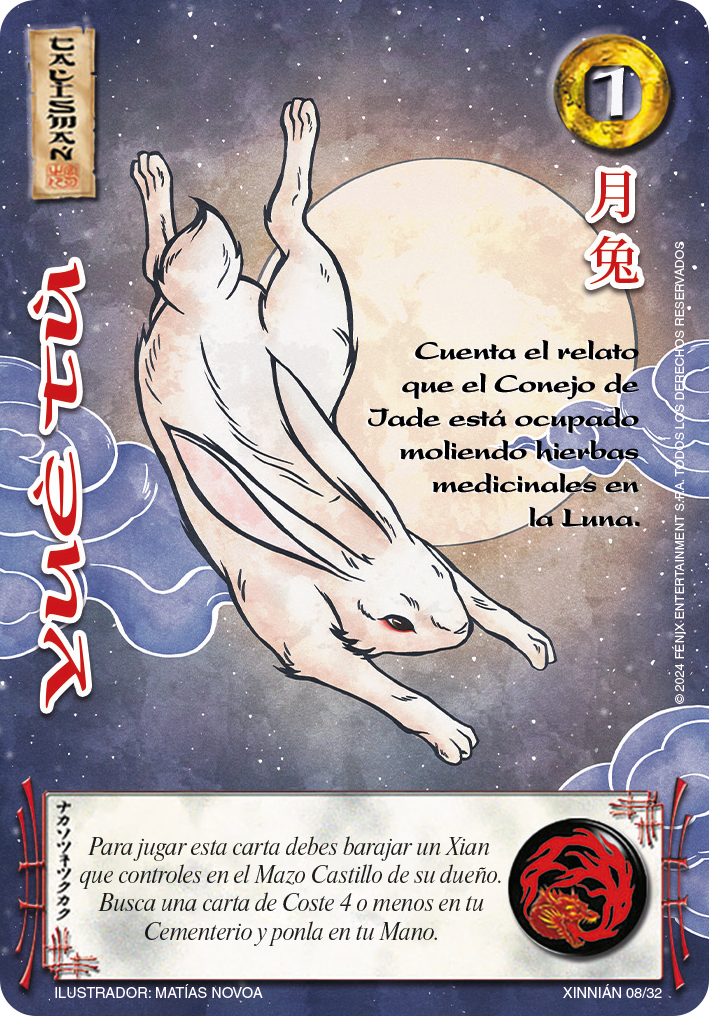 TALISMAN
1
月兔
Yuè Tù
Cuenta el relato
que el Conejo de
Jade está ocupado
moliendo hierbas
medicinales en
la Luna.
© 2024 FÉNIX ENTERTAINMENT S.P.A. TODOS LOS DERECHOS RESERVADOS
Para jugar esta carta debes barajar un Xian
que controles en el Mazo Castillo de su dueño.
Busca una carta de Coste 4 o menos en tu
Cementerio y ponla en tu Mano.
ILUSTRADOR: MATÍAS NOVOA
XINNIÁN 08/32